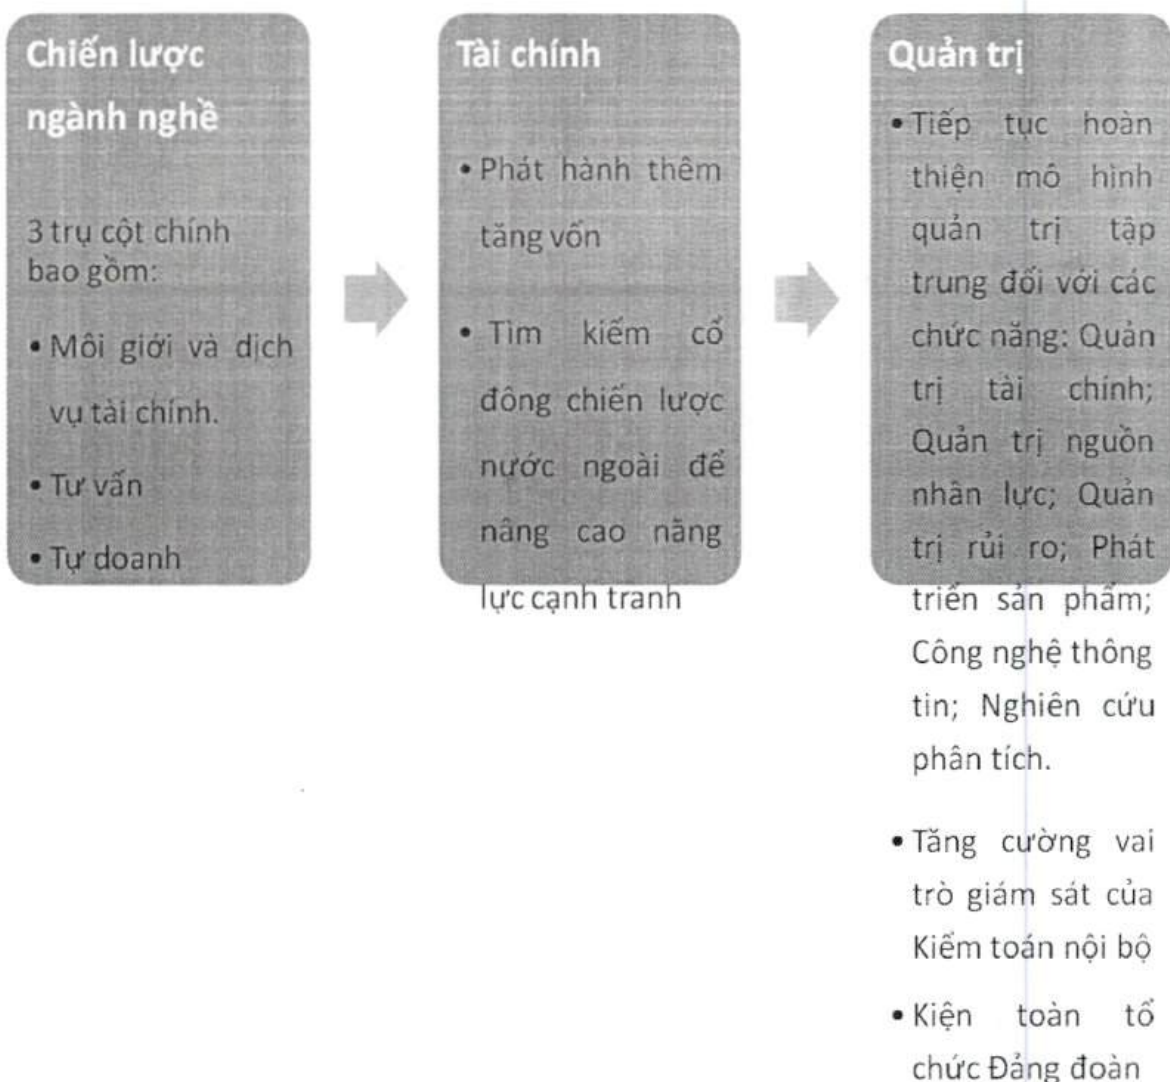 Chiến lược
ngành nghề
3 trụ cột chính
bao gồm:
• Môi giới và dịch
vụ tài chính.
• Tư vấn
• Tự doanh
Tài chính
• Phát hành thêm
tăng vốn
• Tìm kiếm cổ
đông chiến lược
nước ngoài để
nâng cao năng
lực cạnh tranh
Quản trị
• Tiếp tục hoàn
thiện mô hình
quản trị tập
trung đối với các
chức năng: Quản
trị tài chính;
Quản trị nguồn
nhân lực; Quản
trị rủi ro; Phát
triển sản phẩm;
Công nghệ thông
tin; Nghiên cứu
phân tích.
• Tăng cường vai
trò giám sát của
Kiểm toán nội bộ
• Kiện toàn tổ
chức Đảng đoàn